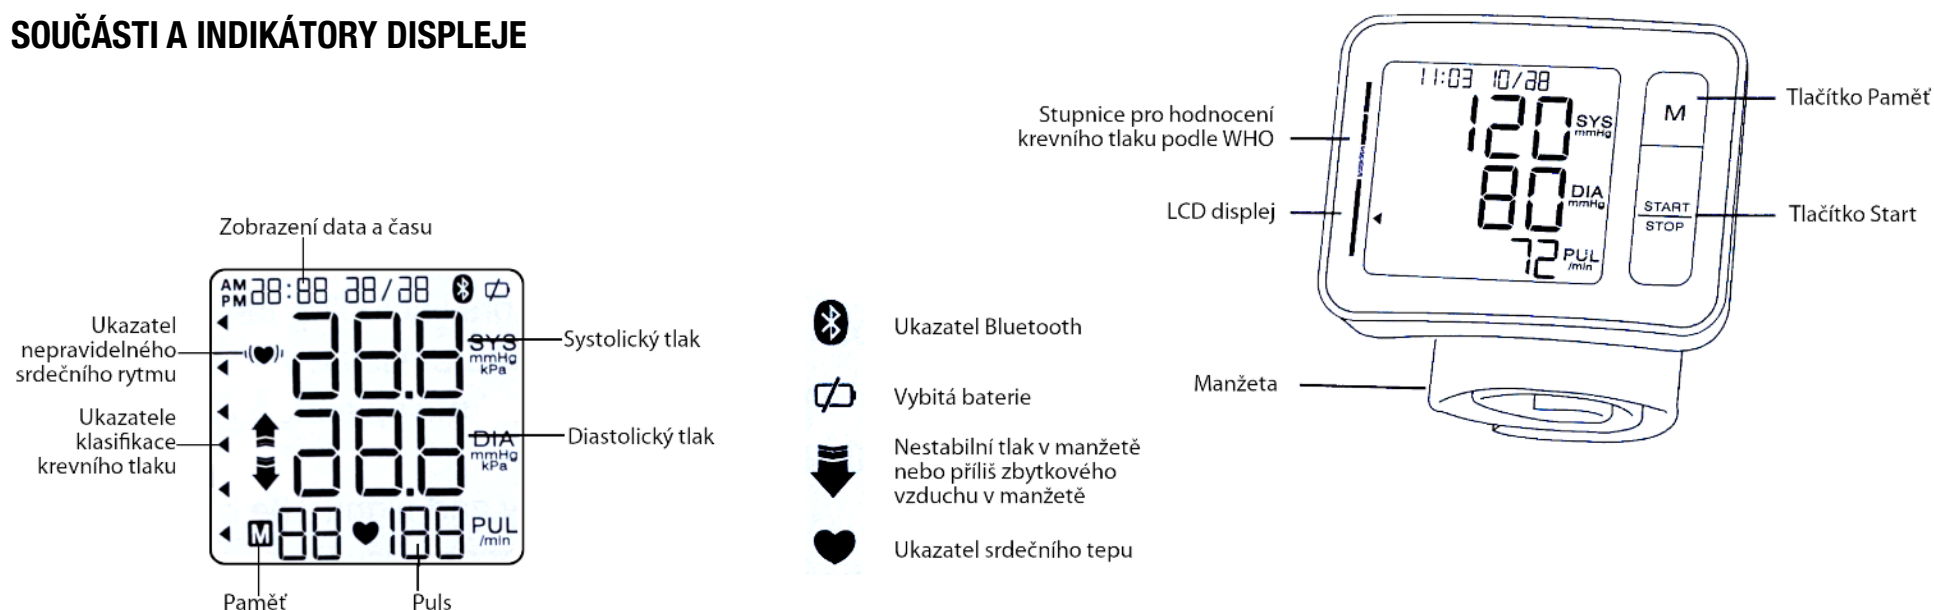 SOUČÁSTI A INDIKÁTORY DISPLEJE
Zobrazení data a času
AM
PM
88:88 88/88
Ukazatel
nepravidelného
srdečního rytmu
Systolický tlak
38.8
SYS
mmHg
kPa
Ukazatele
klasifikace
krevního tlaku
Diastolický tlak
38.8
DIA
mmHg
kPa
M
88
188
PUL
/min
Paměť
Puls
Ukazatel Bluetooth
Vybitá baterie
Nestabilní tlak v manžetě
nebo příliš zbytkového
vzduchu v manžetě
Ukazatel srdečního tepu
Stupnice pro hodnocení
krevního tlaku podle WHO
LCD displej
Manžeta
11:03 10/28
120
SYS
mmHg
80
DIA
mmHg
72
PUL
/min
M
START
STOP
Tlačítko Paměť
Tlačítko Start